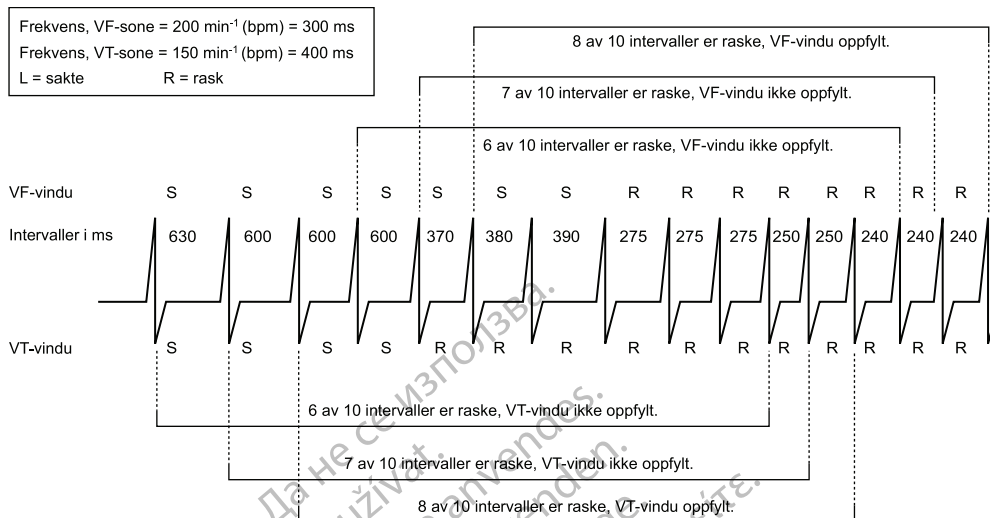 Frekvens, VF-sone = 200 min-1 (bpm) = 300 ms
Frekvens, VT-sone = 150 min-1 (bpm) = 400 ms
L = sakte R = rask
8 av 10 intervaller er raske, VF-vindu oppfylt.
7 av 10 intervaller er raske, VF-vindu ikke oppfylt.
6 av 10 intervaller er raske, VF-vindu ikke oppfylt.
VF-vindu S S S S S S S R R R R R R R R
Intervaller i ms 630 600 600 600 370 380 390 275 275 275 250 250 240 240 240
VT-vindu S S S S R R R R R R R R R R R
6 av 10 intervaller er raske, VT-vindu ikke oppfylt.
7 av 10 intervaller er raske, VT-vindu ikke oppfylt.
8 av 10 intervaller er raske, VT-vindu oppfylt.
Да не се използва.